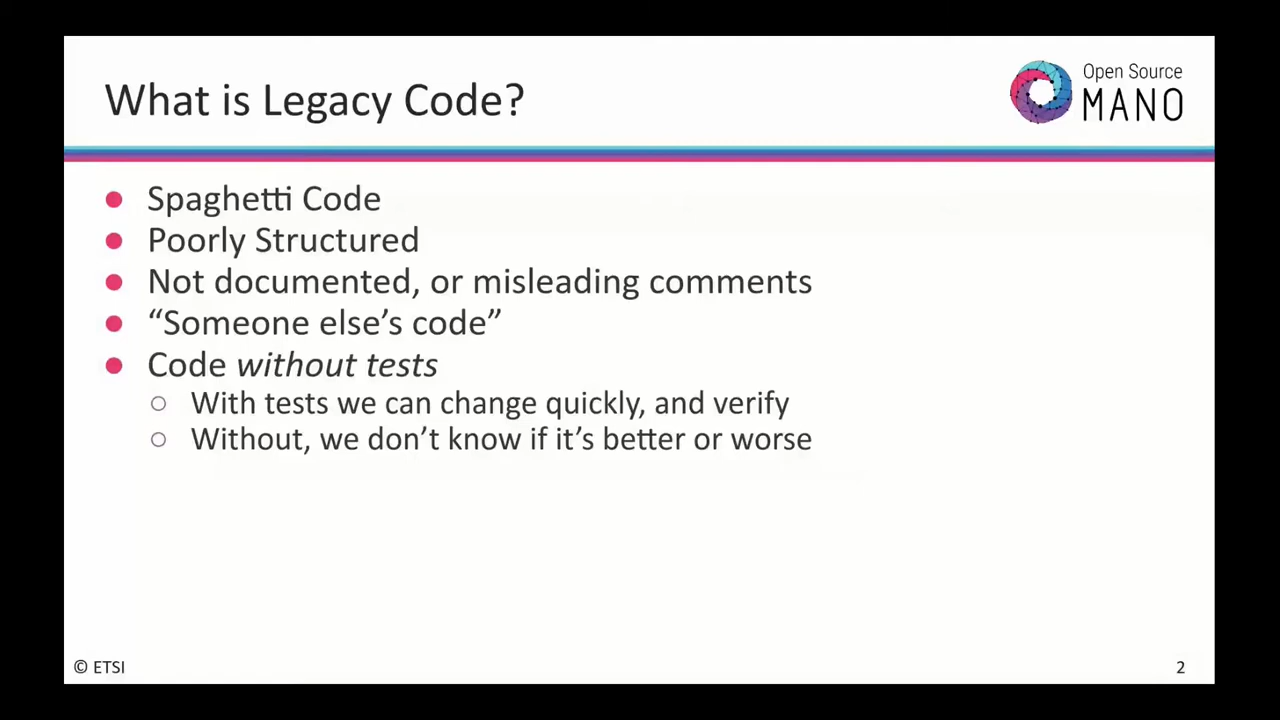 What is Legacy Code?
Open Source
MANO
● Spaghetti Code
● Poorly Structured
● Not documented, or misleading comments
● “Someone else’s code”
● Code without tests
○ With tests we can change quickly, and verify
○ Without, we don’t know if it’s better or worse
© ETSI
2